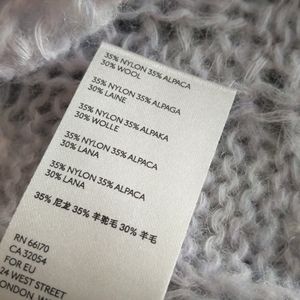 35% NYLON 35% ALPACA
30% WOOL
35% NYLON 35% ALPAGA
30% LAINE
35% NYLON 35% ALPAKA
30% WOLLE
35% NYLON 35% ALPACA
30% LANA
35% NYLON 35% ALPACA
30% LANA
35% 尼龙 35% 羊驼毛 30% 羊毛
RN 66170
CA 32054
FOR EU
24 WEST STREET
LONDON, W